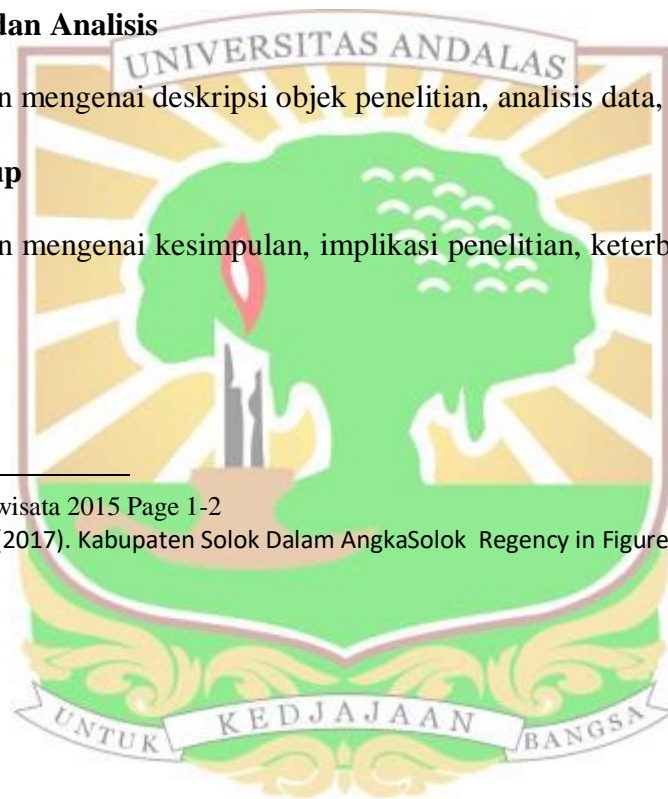 UNIVERSITAS ANDALAS
dan Analisis
n mengenai deskripsi objek penelitian, analisis data,
up
n mengenai kesimpulan, implikasi penelitian, keterb
wisata 2015 Page 1-2
(2017). Kabupaten Solok Dalam AngkaSolok  Regency in Figure
UNTUK KEDJAJAAN BANGSA